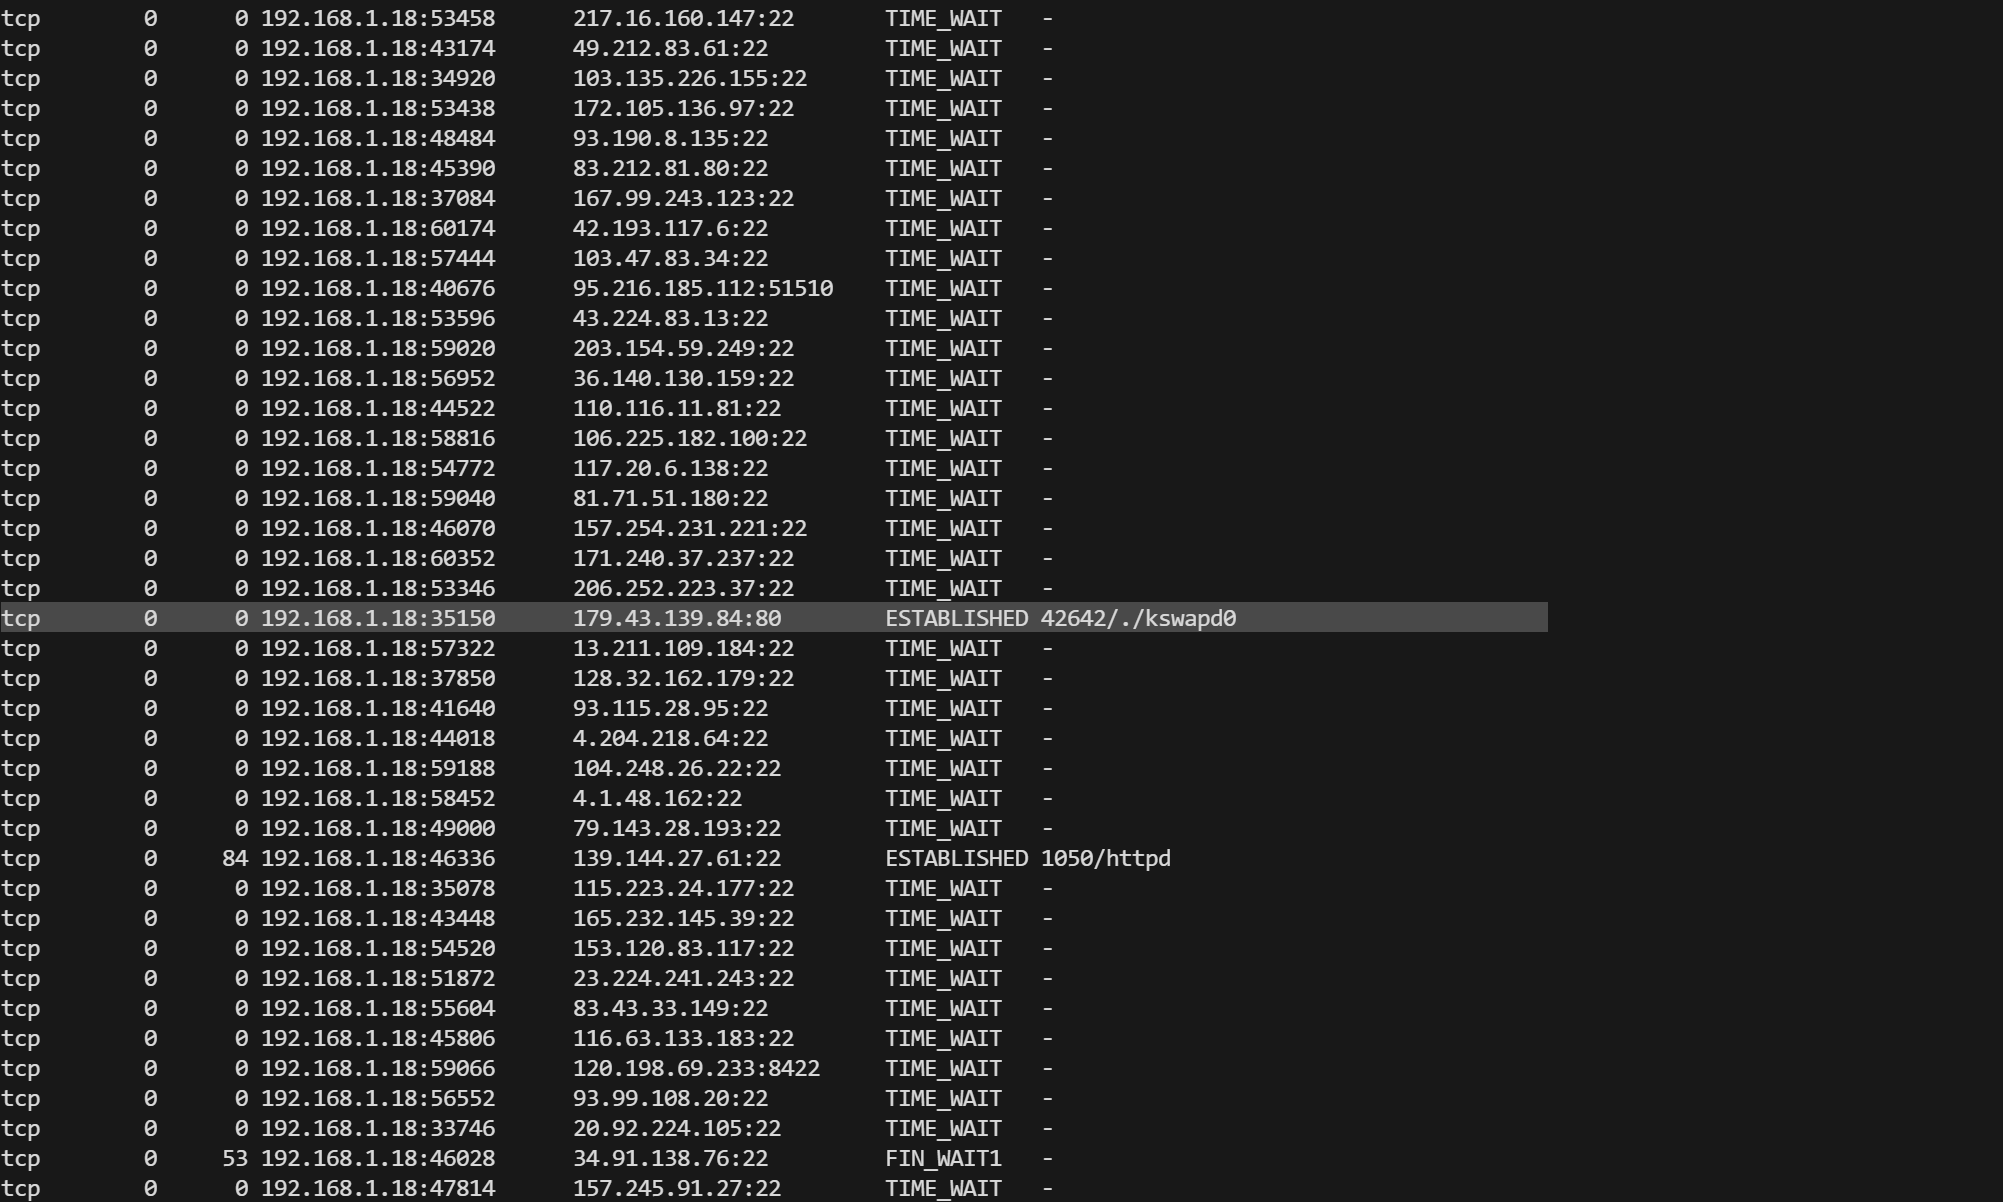 tcp 0 0 192.168.1.18:53458 217.16.160.147:22 TIME_WAIT -
tcp 0 0 192.168.1.18:43174 49.212.83.61:22 TIME_WAIT -
tcp 0 0 192.168.1.18:34920 103.135.226.155:22 TIME_WAIT -
tcp 0 0 192.168.1.18:53438 172.105.136.97:22 TIME_WAIT -
tcp 0 0 192.168.1.18:48484 93.190.8.135:22 TIME_WAIT -
tcp 0 0 192.168.1.18:45390 83.212.81.80:22 TIME_WAIT -
tcp 0 0 192.168.1.18:37084 167.99.243.123:22 TIME_WAIT -
tcp 0 0 192.168.1.18:60174 42.193.117.6:22 TIME_WAIT -
tcp 0 0 192.168.1.18:57444 103.47.83.34:22 TIME_WAIT -
tcp 0 0 192.168.1.18:40676 95.216.185.112:51510 TIME_WAIT -
tcp 0 0 192.168.1.18:53596 43.224.83.13:22 TIME_WAIT -
tcp 0 0 192.168.1.18:59020 203.154.59.249:22 TIME_WAIT -
tcp 0 0 192.168.1.18:56952 36.140.130.159:22 TIME_WAIT -
tcp 0 0 192.168.1.18:44522 110.116.11.81:22 TIME_WAIT -
tcp 0 0 192.168.1.18:58816 106.225.182.100:22 TIME_WAIT -
tcp 0 0 192.168.1.18:54772 117.20.6.138:22 TIME_WAIT -
tcp 0 0 192.168.1.18:59040 81.71.51.180:22 TIME_WAIT -
tcp 0 0 192.168.1.18:46070 157.254.231.221:22 TIME_WAIT -
tcp 0 0 192.168.1.18:60352 171.240.37.237:22 TIME_WAIT -
tcp 0 0 192.168.1.18:53346 206.252.223.37:22 TIME_WAIT -
tcp 0 0 192.168.1.18:35150 179.43.139.84:80 ESTABLISHED 42642/./kswapd0
tcp 0 0 192.168.1.18:57322 13.211.109.184:22 TIME_WAIT -
tcp 0 0 192.168.1.18:37850 128.32.162.179:22 TIME_WAIT -
tcp 0 0 192.168.1.18:41640 93.115.28.95:22 TIME_WAIT -
tcp 0 0 192.168.1.18:44018 4.204.218.64:22 TIME_WAIT -
tcp 0 0 192.168.1.18:59188 104.248.26.22:22 TIME_WAIT -
tcp 0 0 192.168.1.18:58452 4.1.48.162:22 TIME_WAIT -
tcp 0 0 192.168.1.18:49000 79.143.28.193:22 TIME_WAIT -
tcp 0 84 192.168.1.18:46336 139.144.27.61:22 ESTABLISHED 1050/httpd
tcp 0 0 192.168.1.18:35078 115.223.24.177:22 TIME_WAIT -
tcp 0 0 192.168.1.18:43448 165.232.145.39:22 TIME_WAIT -
tcp 0 0 192.168.1.18:54520 153.120.83.117:22 TIME_WAIT -
tcp 0 0 192.168.1.18:51872 23.224.241.243:22 TIME_WAIT -
tcp 0 0 192.168.1.18:55604 83.43.33.149:22 TIME_WAIT -
tcp 0 0 192.168.1.18:45806 116.63.133.183:22 TIME_WAIT -
tcp 0 0 192.168.1.18:59066 120.198.69.233:8422 TIME_WAIT -
tcp 0 0 192.168.1.18:56552 93.99.108.20:22 TIME_WAIT -
tcp 0 0 192.168.1.18:33746 20.92.224.105:22 TIME_WAIT -
tcp 0 53 192.168.1.18:46028 34.91.138.76:22 FIN_WAIT1 -
tcp 0 0 192.168.1.18:47814 157.245.91.27:22 TIME_WAIT -